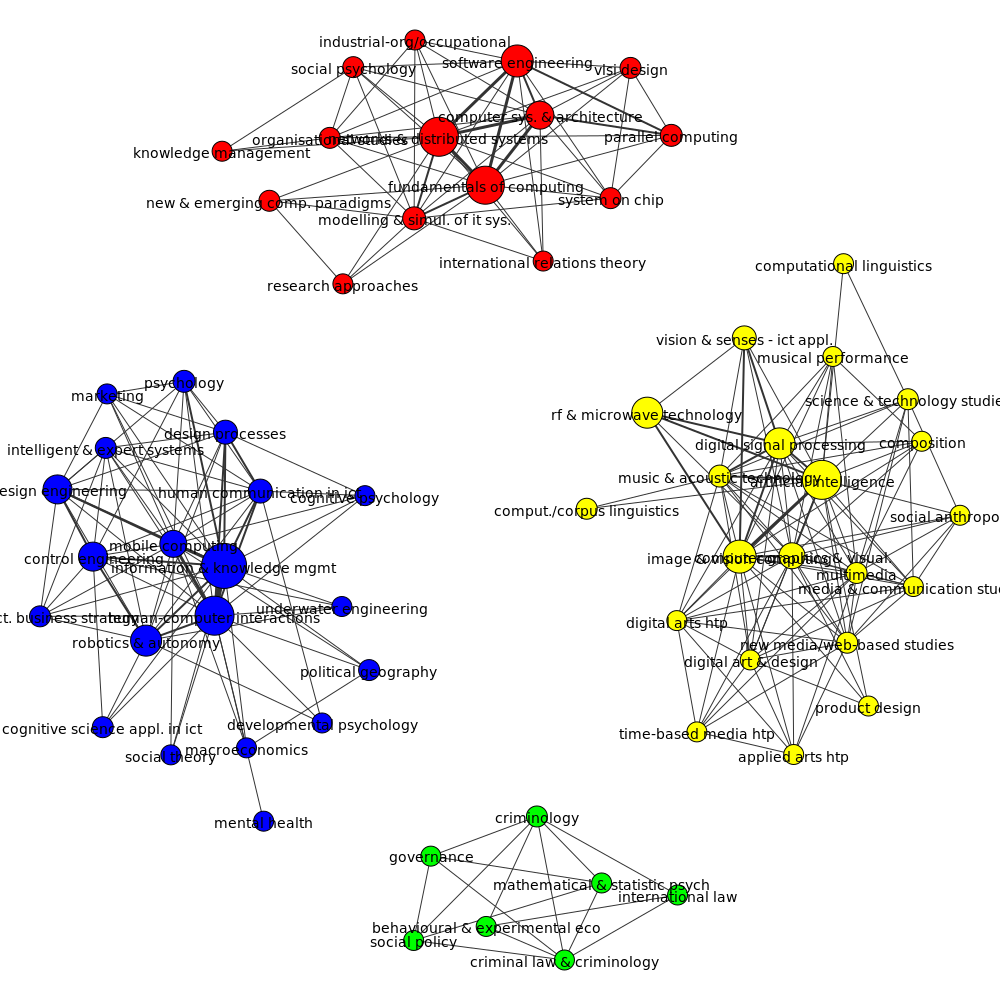 industrial-org/occupational
software engineering
social psychology
vlsi design
computer sys. & architecture
parallel computing
organisational studies
networks & distributed systems
knowledge management
fundamentals of computing
system on chip
new & emerging comp. paradigms
modelling & simul. of it sys.
international relations theory
research approaches
computational linguistics
vision & senses - ict appl.
musical performance
science & technology studie
rf & microwave technology
digital signal processing
composition
music & acoustic technology
artificial intelligence
comput./corpus linguistics
social anthropo
image & vision computing
computer graphics & visual.
multimedia
media & communication stu
digital arts htp
new media/web-based studies
digital art & design
product design
time-based media htp
applied arts htp
psychology
marketing
design processes
intelligent & expert systems
esign engineering
human communication in ict
cognitive psychology
mobile computing
control engineering
information & knowledge mgmt
underwater engineering
ct. business strategy
human-computer interactions
robotics & autonomy
political geography
cognitive science appl. in ict
developmental psychology
social theory
macroeconomics
mental health
criminology
governance
mathematical & statistic psych
international law
behavioural & experimental eco
social policy
criminal law & criminology